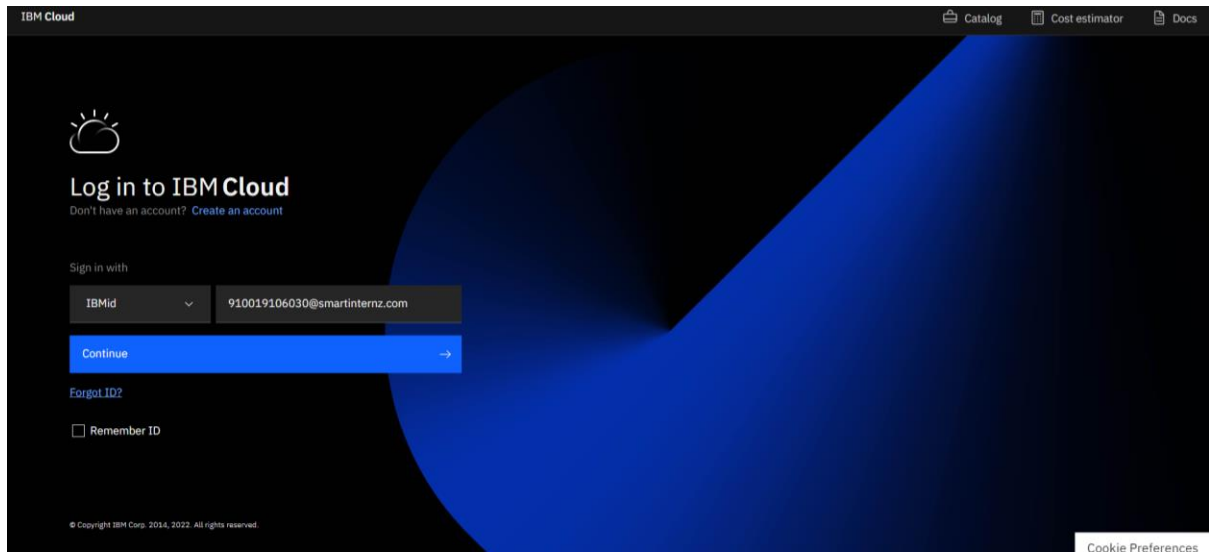 IBM Cloud Catalog Cost estimator Docs
Log in to IBM Cloud
Don't have an account? Create an account
Sign in with
IBMid 910019106030@smartinternz.com
Continue
Forgot ID?
Remember ID
© Copyright IBM Corp. 2014, 2022. All rights reserved.
Cookie Preferences